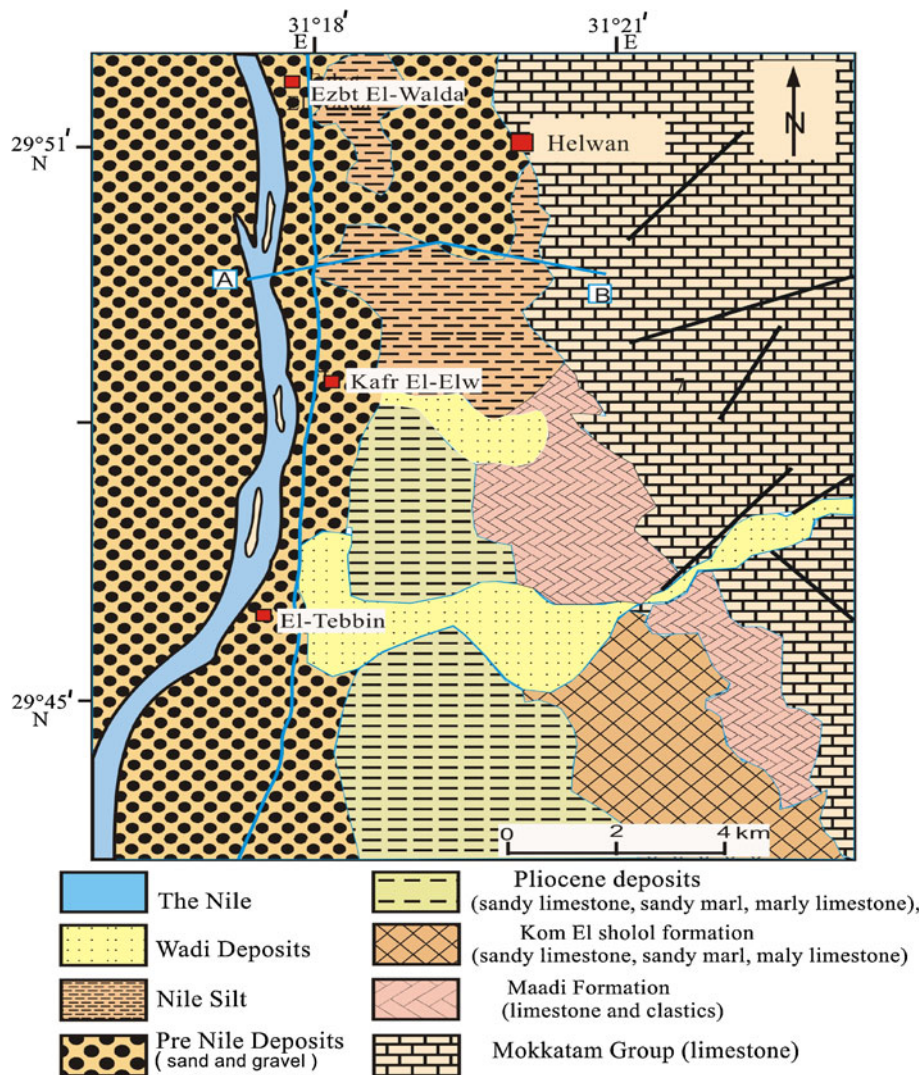 31°18'
E
31°21'
E
Ezbt El-Walda
N
29°51'
N
Helwan
A
B
Kafr El-Elw
El-Tebbin
29°45'
N
0 2 4 km
The Nile
Wadi Deposits
Nile Silt
Pre Nile Deposits
( sand and gravel )
Pliocene deposits
(sandy limestone, sandy marl, marly limestone),
Kom El sholol formation
(sandy limestone, sandy marl, maly limestone)
Maadi Formation
(limestone and clastics)
Mokkatam Group (limestone)